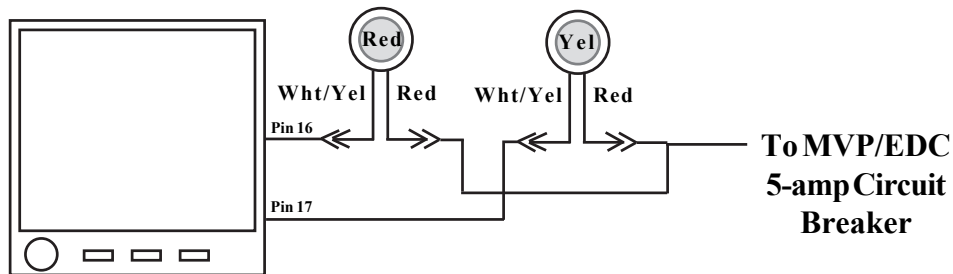 Red
Yel
Wht/Yel
Red
Wht/Yel
Red
Pin 16
To MVP/EDC
5-amp Circuit
Breaker
Pin 17